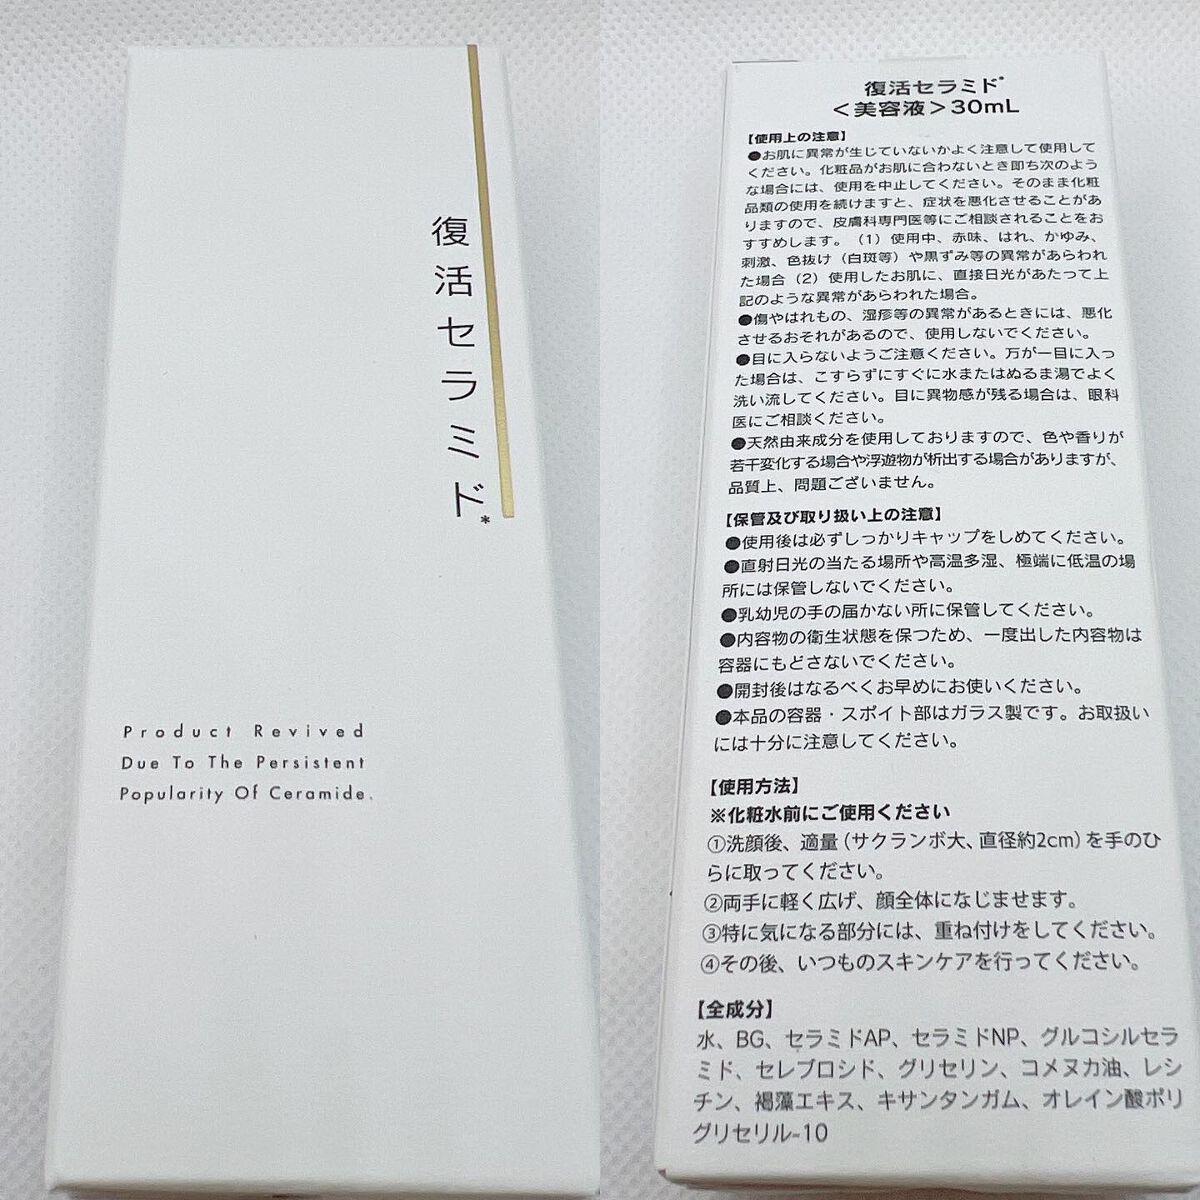 復活セラミド*
Product Revived
Due To The Persistent
Popularity Of Ceramide.
復活セラミド*
＜美容液＞30mL
【使用上の注意】
●お肌に異常が生じていないかよく注意して使用して
ください。化粧品がお肌に合わないとき即ち次のよう
な場合には、使用を中止してください。そのまま化粧
品類の使用を続けますと、症状を悪化させることがあ
りますので、皮膚科専門医等にご相談されることをお
すすめします。（1）使用中、赤味、はれ、かゆみ、
刺激、色抜け（白斑等）や黒ずみ等の異常があらわれ
た場合（2）使用したお肌に、直接日光があたって上
記のような異常があらわれた場合。
●傷やはれもの、湿疹等の異常があるときには、悪化
させるおそれがあるので、使用しないでください。
●目に入らないようご注意ください。万が一目に入っ
た場合は、こすらずにすぐに水またはぬるま湯でよく
洗い流してください。目に異物感が残る場合は、眼科
医にご相談ください。
●天然由来成分を使用しておりますので、色や香りが
若干変化する場合や浮遊物が析出する場合がありますが、
品質上、問題ございません。
【保管及び取り扱い上の注意】
●使用後は必ずしっかりキャップをしめてください。
●直射日光の当たる場所や高温多湿、極端に低温の場
所には保管しないでください。
●乳幼児の手の届かない所に保管してください。
●内容物の衛生状態を保つため、一度出した内容物は
容器にもどさないでください。
●開封後はなるべくお早めにお使いください。
●本品の容器・スポイト部はガラス製です。お取扱い
には十分に注意してください。
【使用方法】
※化粧水前にご使用ください
①洗顔後、適量（サクランボ大、直径約2cm）を手のひ
らに取ってください。
②両手に軽く広げ、顔全体になじませます。
③特に気になる部分には、重ね付けをしてください。
④その後、いつものスキンケアを行ってください。
【全成分】
水、BG、セラミドAP、セラミドNP、グルコシルセラ
ミド、セレブロシド、グリセリン、コメヌカ油、レシ
チン、褐藻エキス、キサンタンガム、オレイン酸ポリ
グリセリル-10